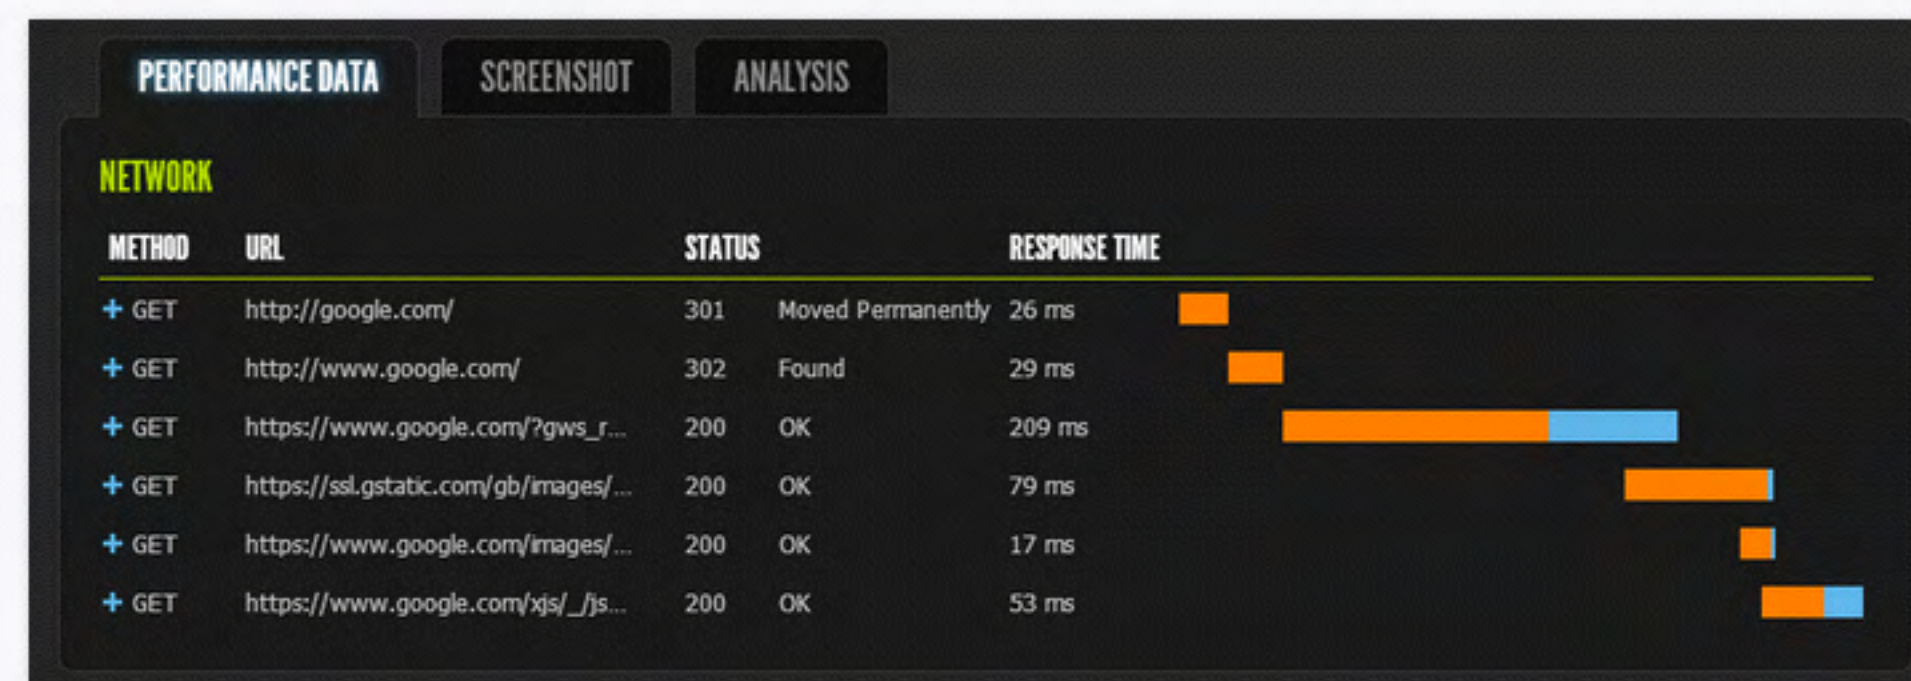 PERFORMANCE DATA SCREENSHOT ANALYSIS
NETWORK
METHOD URL STATUS RESPONSE TIME
+ GET http://google.com/ 301 Moved Permanently 26 ms
+ GET http://www.google.com/ 302 Found 29 ms
+ GET https://www.google.com/?gws_r... 200 OK 209 ms
+ GET https://ssl.gstatic.com/gb/images/... 200 OK 79 ms
+ GET https://www.google.com/images/... 200 OK 17 ms
+ GET https://www.google.com/xjs/_/js... 200 OK 53 ms